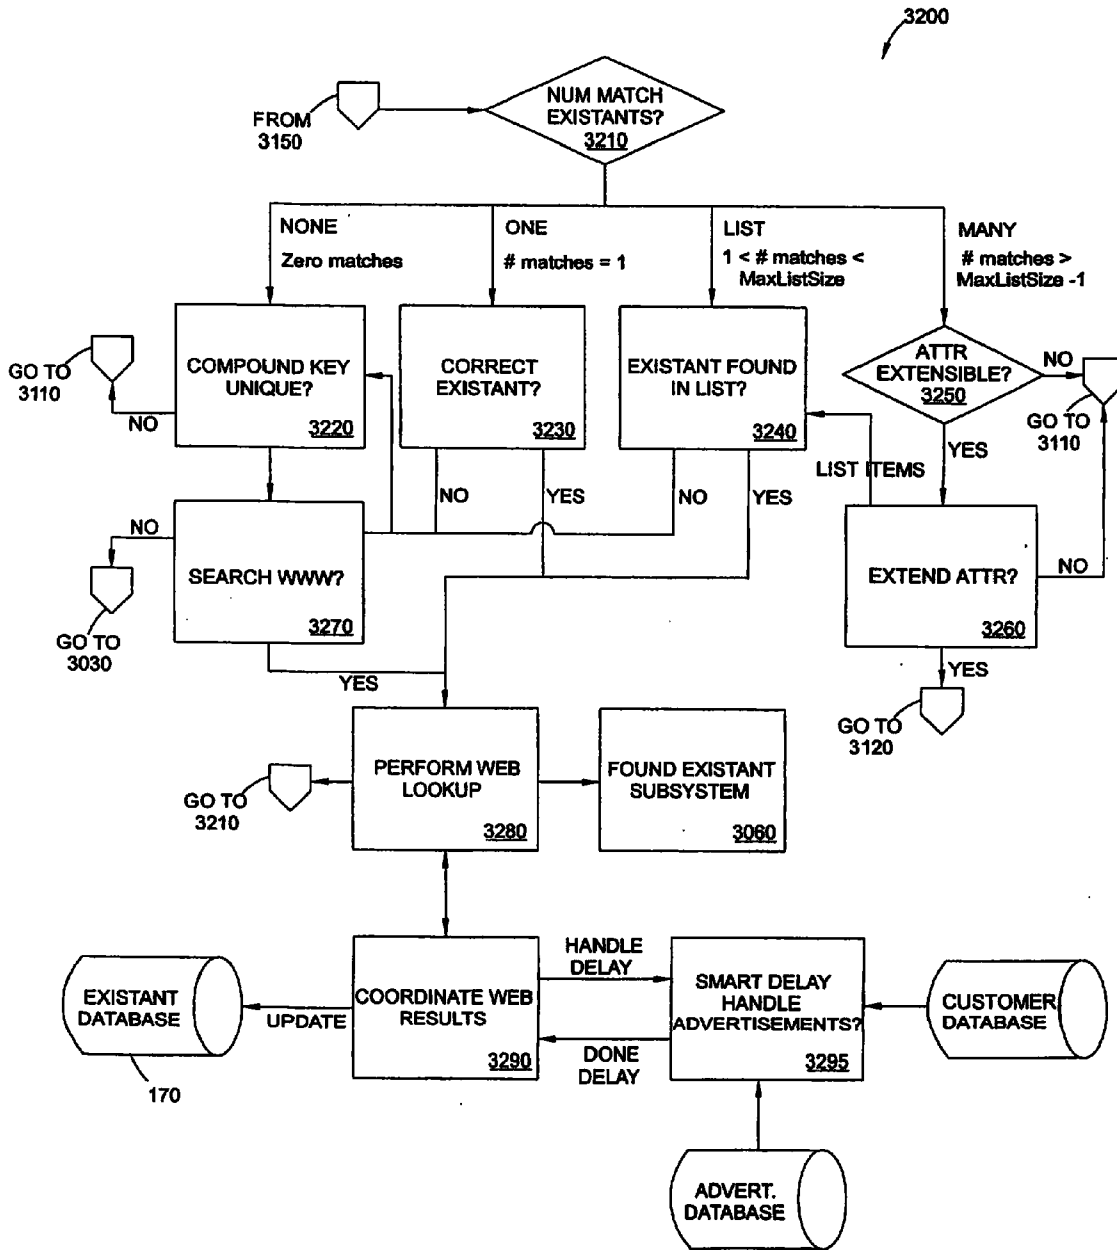 3200
NUM MATCH
EXISTANTS?
3210
FROM
3150
NONE
Zero matches
ONE
# matches = 1
LIST
1 < # matches <
MaxListSize
MANY
# matches >
MaxListSize -1
GO TO
3110
NO
COMPOUND KEY
UNIQUE?
3220
CORRECT
EXISTANT?
3230
EXISTANT FOUND
IN LIST?
3240
ATTR
EXTENSIBLE?
3250
NO
GO TO
3110
YES
LIST ITEMS
NO
YES
NO
YES
NO
SEARCH WWW?
3270
GO TO
3030
EXTEND ATTR?
3260
NO
YES
YES
GO TO
3120
PERFORM WEB
LOOKUP
3280
FOUND EXISTANT
SUBSYSTEM
3060
GO TO
3210
EXISTANT
DATABASE
170
UPDATE
COORDINATE WEB
RESULTS
3290
HANDLE
DELAY
DONE
DELAY
SMART DELAY
HANDLE
ADVERTISEMENTS?
3295
CUSTOMER
DATABASE
ADVERT.
DATABASE